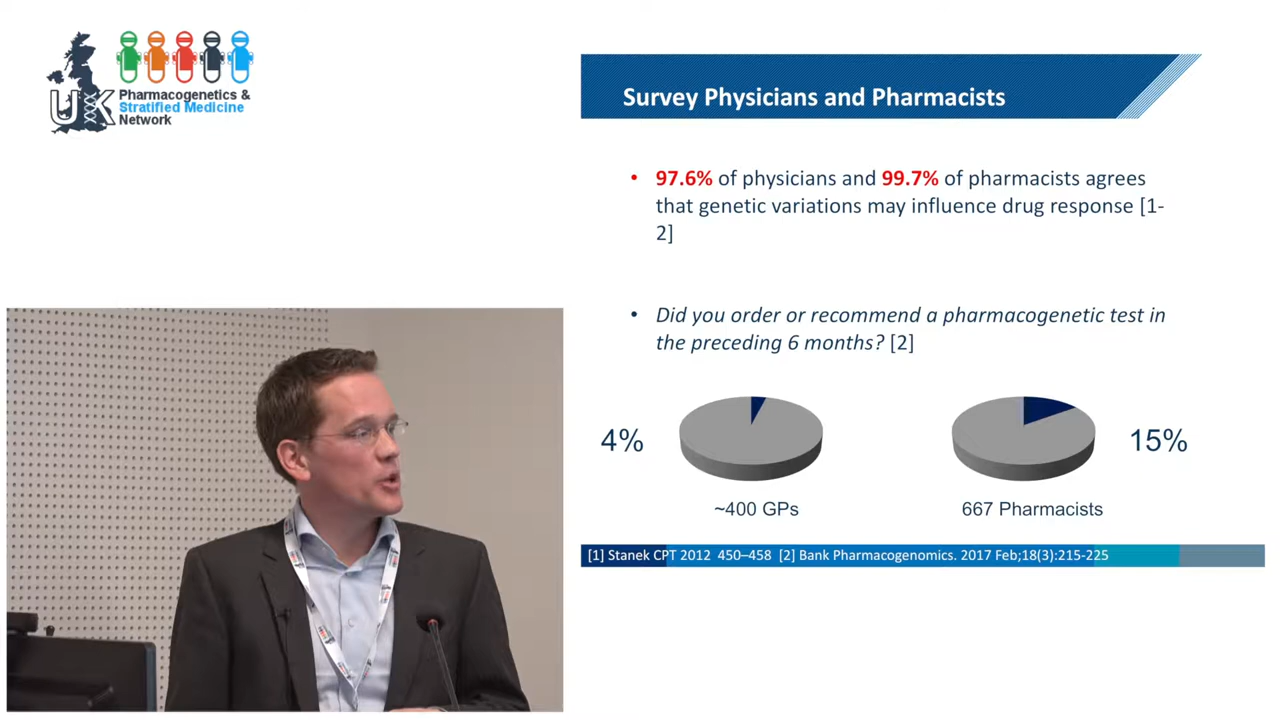 UK
Pharmacogenetics &
Stratified Medicine
Network
Survey Physicians and Pharmacists
• 97.6% of physicians and 99.7% of pharmacists agrees
that genetic variations may influence drug response [1-
2]
• Did you order or recommend a pharmacogenetic test in
the preceding 6 months? [2]
4%
15%
~400 GPs
667 Pharmacists
[1] Stanek CPT 2012 450–458 [2] Bank Pharmacogenomics. 2017 Feb;18(3):215-225